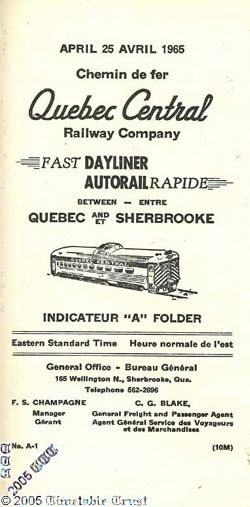 APRIL 25 AVRIL 1965
Chemin de fer
Quebec Central
Railway Company
FAST DAYLINER
AUTORAIL RAPIDE
BETWEEN - ENTRE
QUEBEC AND ET SHERBROOKE
QUEBEC CENTRAL
INDICATEUR "A" FOLDER
Eastern Standard Time Heure normale de l'est
General Office - Bureau Général
165 Wellington N., Sherbrooke, Que.
Telephone 562-2696
F. S. CHAMPAGNE C. G. BLAKE,
Manager General Freight and Passenger Agent
Gérant Agent Général Service des Voyageurs
et des Marchandises
No. A-1 (10M)
2005
©2005 Timetable Trust